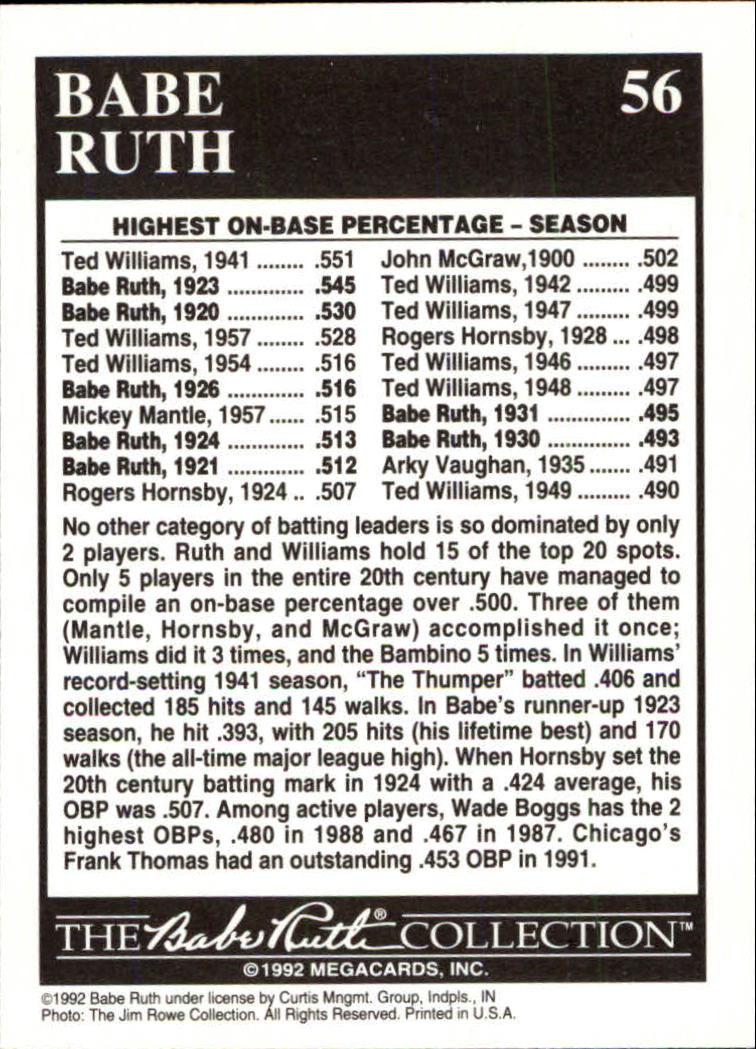 BABE
RUTH
56
HIGHEST ON-BASE PERCENTAGE – SEASON
Ted Williams, 1941 ........ .551
Babe Ruth, 1923 ............. .545
Babe Ruth, 1920 ............. .530
Ted Williams, 1957 ........ .528
Ted Williams, 1954 ........ .516
Babe Ruth, 1926 ............. .516
Mickey Mantle, 1957...... .515
Babe Ruth, 1924 ............. .513
Babe Ruth, 1921 ............. .512
Rogers Hornsby, 1924 .. .507
John McGraw,1900 ........ .502
Ted Williams, 1942 ......... .499
Ted Williams, 1947 ......... .499
Rogers Hornsby, 1928 ... .498
Ted Williams, 1946 ......... .497
Ted Williams, 1948 ......... .497
Babe Ruth, 1931 .............. .495
Babe Ruth, 1930 .............. .493
Arky Vaughan, 1935....... .491
Ted Williams, 1949 ......... .490
No other category of batting leaders is so dominated by only
2 players. Ruth and Williams hold 15 of the top 20 spots.
Only 5 players in the entire 20th century have managed to
compile an on-base percentage over .500. Three of them
(Mantle, Hornsby, and McGraw) accomplished it once;
Williams did it 3 times, and the Bambino 5 times. In Williams'
record-setting 1941 season, "The Thumper" batted .406 and
collected 185 hits and 145 walks. In Babe's runner-up 1923
season, he hit .393, with 205 hits (his lifetime best) and 170
walks (the all-time major league high). When Hornsby set the
20th century batting mark in 1924 with a .424 average, his
OBP was .507. Among active players, Wade Boggs has the 2
highest OBPs, .480 in 1988 and .467 in 1987. Chicago's
Frank Thomas had an outstanding .453 OBP in 1991.
THE Babe Ruth® COLLECTION™
©1992 MEGACARDS, INC.
©1992 Babe Ruth under license by Curtis Mngmt. Group, Indpls., IN
Photo: The Jim Rowe Collection. All Rights Reserved. Printed in U.S.A.